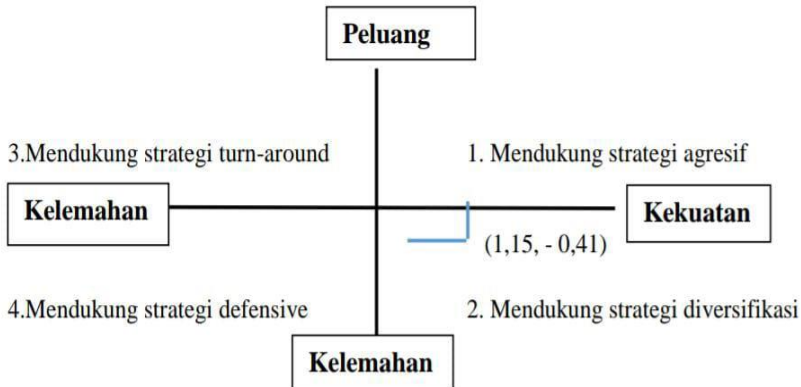 Peluang
3.Mendukung strategi turn-around
1. Mendukung strategi agresif
Kelemahan
Kekuatan
(1,15, - 0,41)
4.Mendukung strategi defensive
2. Mendukung strategi diversifikasi
Kelemahan